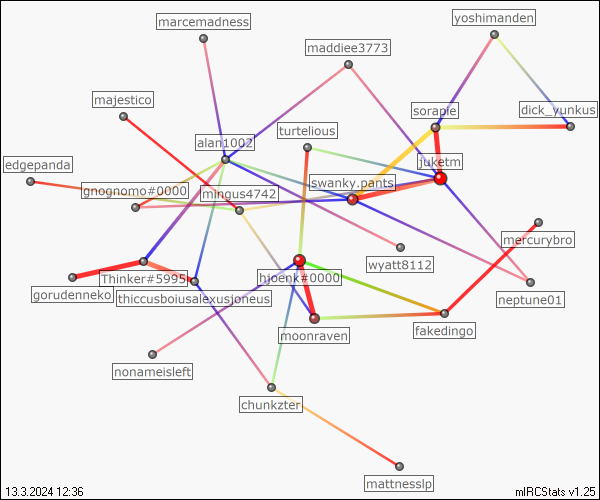 marcemadness
yoshimanden
maddiee3773
majestico
soraple
dick_yunkus
turtelious
alan1002
edgepanda
juketm
swanky.pants
gnognomo#0000
mingus4742
mercurybro
wyatt8112
Thinker#5995
hjoenk#0000
gorudenneko
thiccusboiusalexusjoneus
neptune01
moonraven
fakedingo
nonameisleft
chunkzter
mattnesslp
13.3.2024 12:36
mIRCStats v1.25